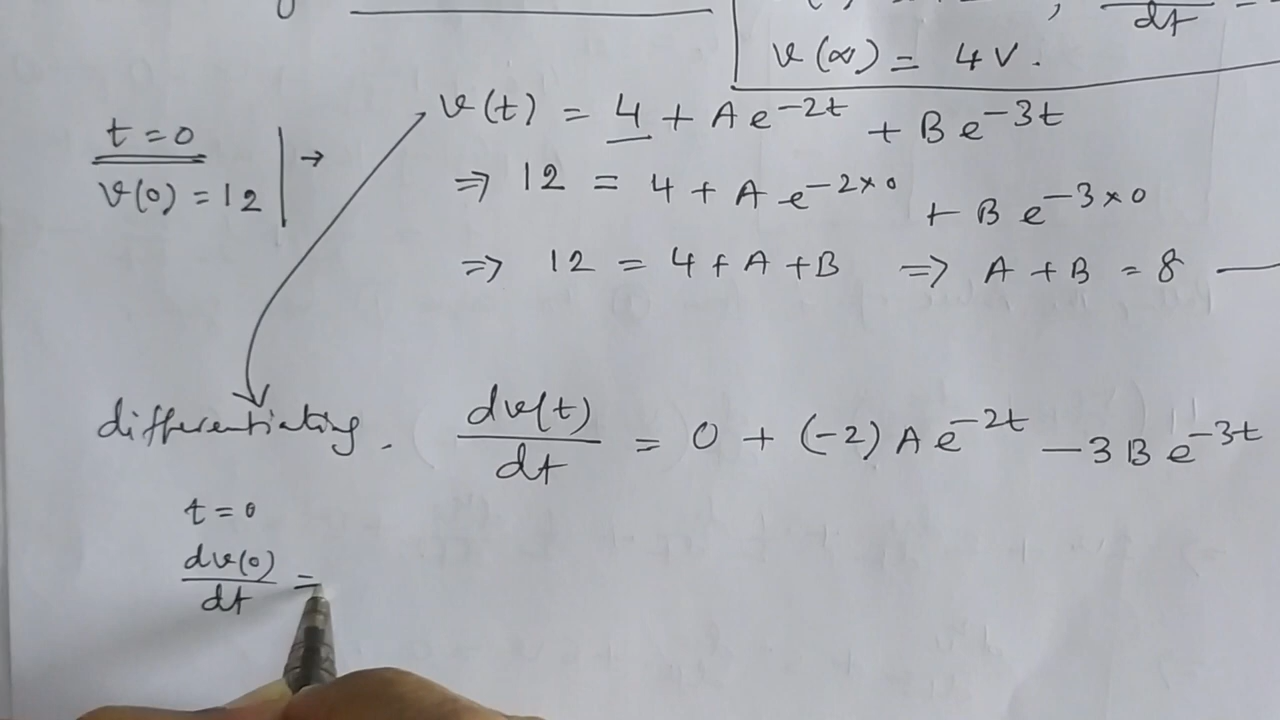 dt
v(∞) = 4V.
t = 0
v(0) = 12 →
v(t) = 4 + Ae^{-2t} + Be^{-3t}
⇒ 12 = 4 + Ae^{-2×0} + Be^{-3×0}
⇒ 12 = 4 + A + B ⇒ A + B = 8 —
differentiating. dv(t)/dt = 0 + (-2)Ae^{-2t} - 3Be^{-3t}
t = 0
dv(0)/dt =